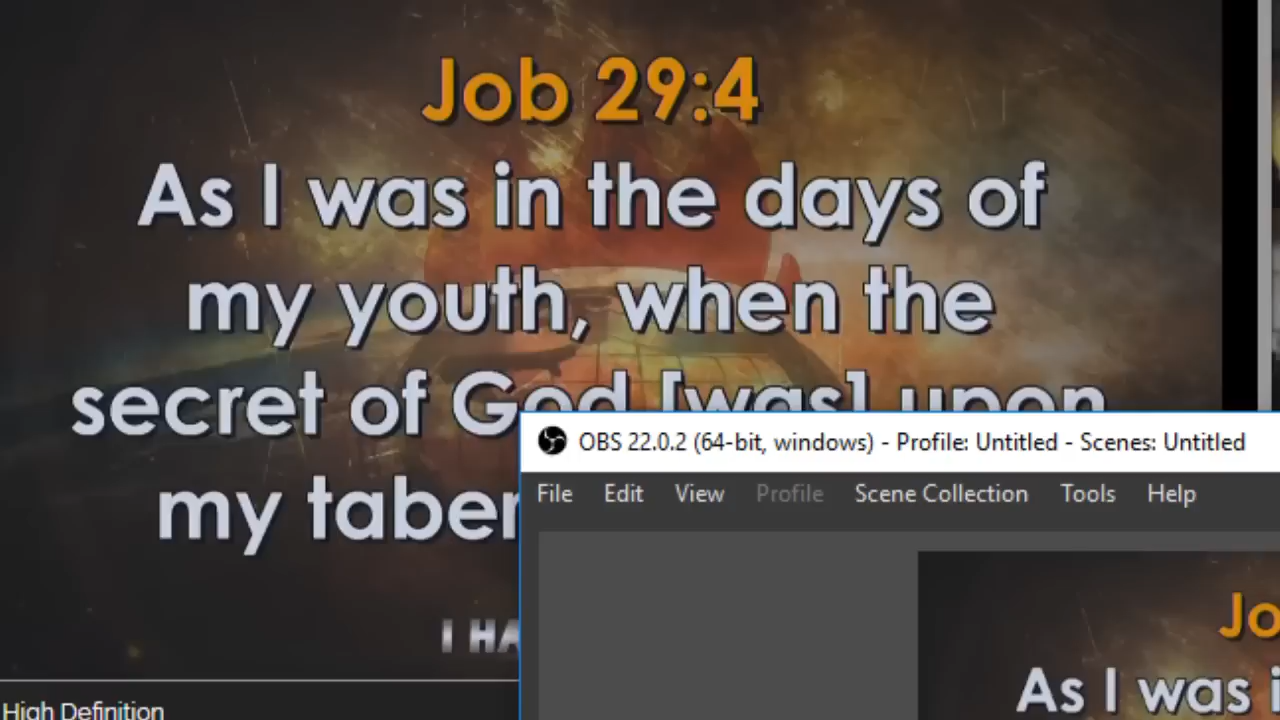 Job 29:4
As I was in the days of
my youth, when the
secret of God [was] upon
my taber
I HA
OBS 22.0.2 (64-bit, windows) - Profile: Untitled - Scenes: Untitled
File Edit View Profile Scene Collection Tools Help
Jo
As I was i
High Definition